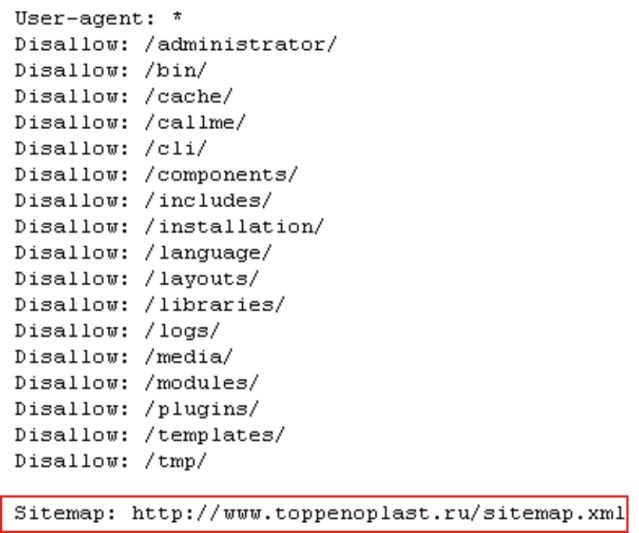 User-agent: *
Disallow: /administrator/
Disallow: /bin/
Disallow: /cache/
Disallow: /callme/
Disallow: /cli/
Disallow: /components/
Disallow: /includes/
Disallow: /installation/
Disallow: /language/
Disallow: /layouts/
Disallow: /libraries/
Disallow: /logs/
Disallow: /media/
Disallow: /modules/
Disallow: /plugins/
Disallow: /templates/
Disallow: /tmp/
Sitemap: http://www.toppenoplast.ru/sitemap.xml